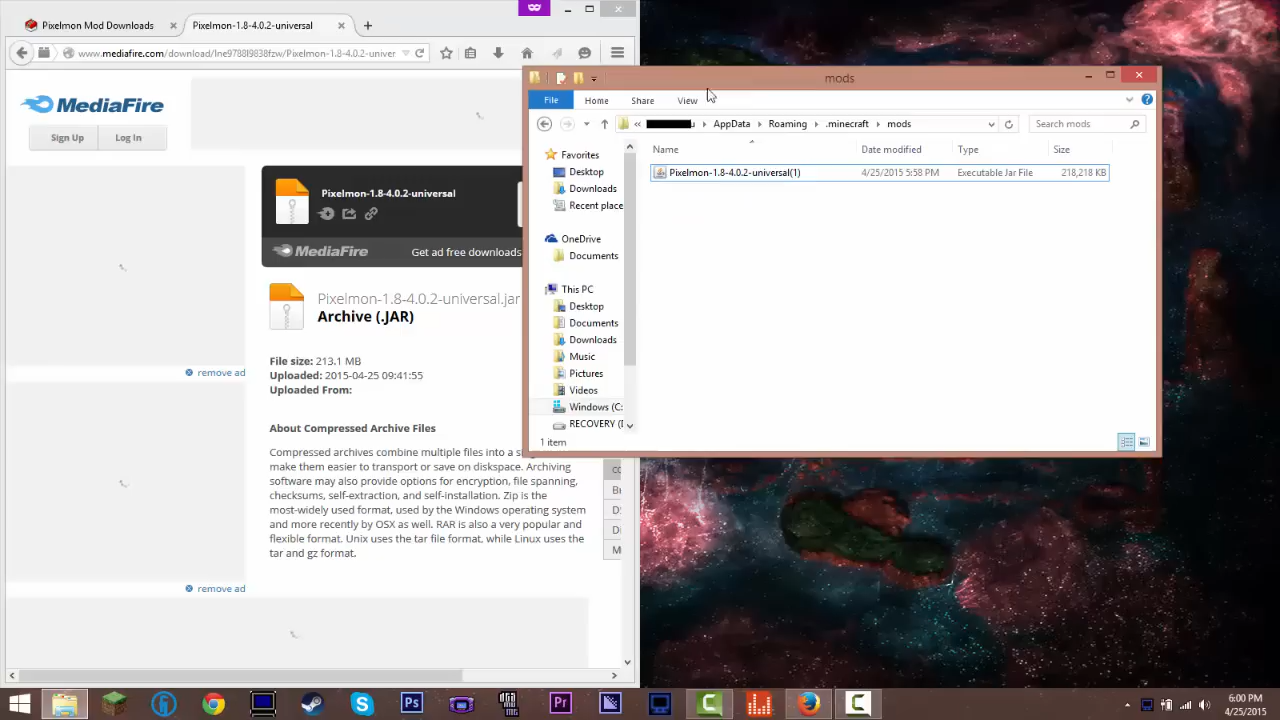 Pixelmon Mod Downloads
Pixelmon-1.8-4.0.2-universal
www.mediafire.com/download/lne9788l9838fzw/Pixelmon-1.8-4.0.2-univer
MediaFire
Sign Up
Log In
Pixelmon-1.8-4.0.2-universal
MediaFire
Get ad free downloads
Pixelmon-1.8-4.0.2-universal.jar
Archive (.JAR)
File size: 213.1 MB
Uploaded: 2015-04-25 09:41:55
Uploaded From:
remove ad
About Compressed Archive Files
Compressed archives combine multiple files into a
make them easier to transport or save on diskspace. Archiving
software may also provide options for encryption, file spanning,
checksums, self-extraction, and self-installation. Zip is the
most-widely used format, used by the Windows operating system
and more recently by OSX as well. RAR is also a very popular and
flexible format. Unix uses the tar file format, while Linux uses the
tar and gz format.
remove ad
mods
File
Home
Share
View
AppData
Roaming
.minecraft
mods
Search mods
Name
Date modified
Type
Size
Pixelmon-1.8-4.0.2-universal(1)
4/25/2015 5:58 PM
Executable Jar File
218,218 KB
Favorites
Desktop
Downloads
Recent place
OneDrive
Documents
This PC
Desktop
Documents
Downloads
Music
Pictures
Videos
Windows (C:
RECOVERY (
1 item
Ps
Pr
6:00 PM
4/25/2015